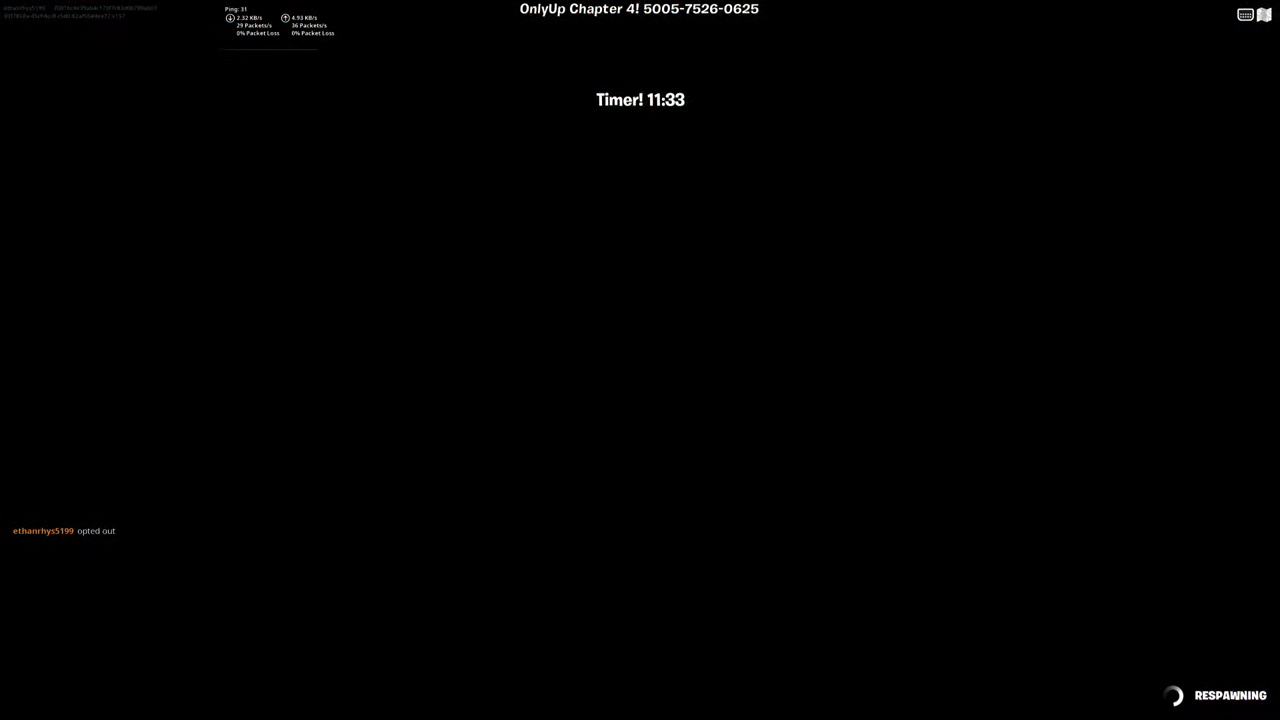 ethanrhys5199
Ping: 31
2.32 KB/s
4.93 KB/s
29 Packets/s
36 Packets/s
0% Packet Loss
0% Packet Loss
OnlyUp Chapter 4! 5005-7526-0625
Timer! 11:33
ethanrhys5199 opted out
RESPAWNING